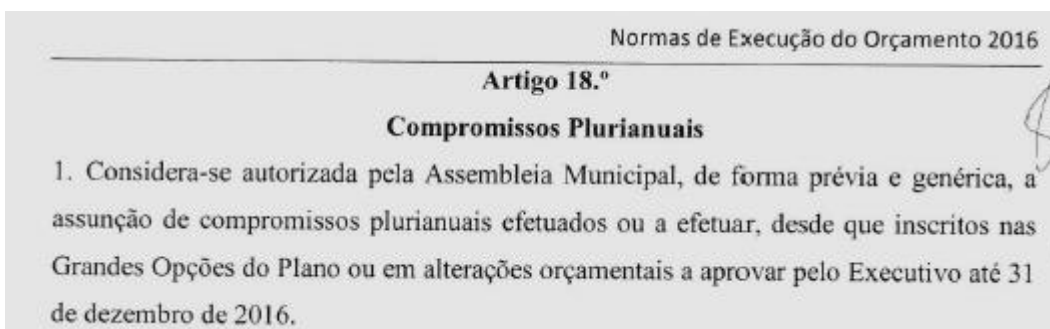 Normas de Execução do Orçamento 2016
Artigo 18.º
Compromissos Plurianuais
1. Considera-se autorizada pela Assembleia Municipal, de forma prévia e genérica, a
assunção de compromissos plurianuais efetuados ou a efetuar, desde que inscritos nas
Grandes Opções do Plano ou em alterações orçamentais a aprovar pelo Executivo até 31
de dezembro de 2016.